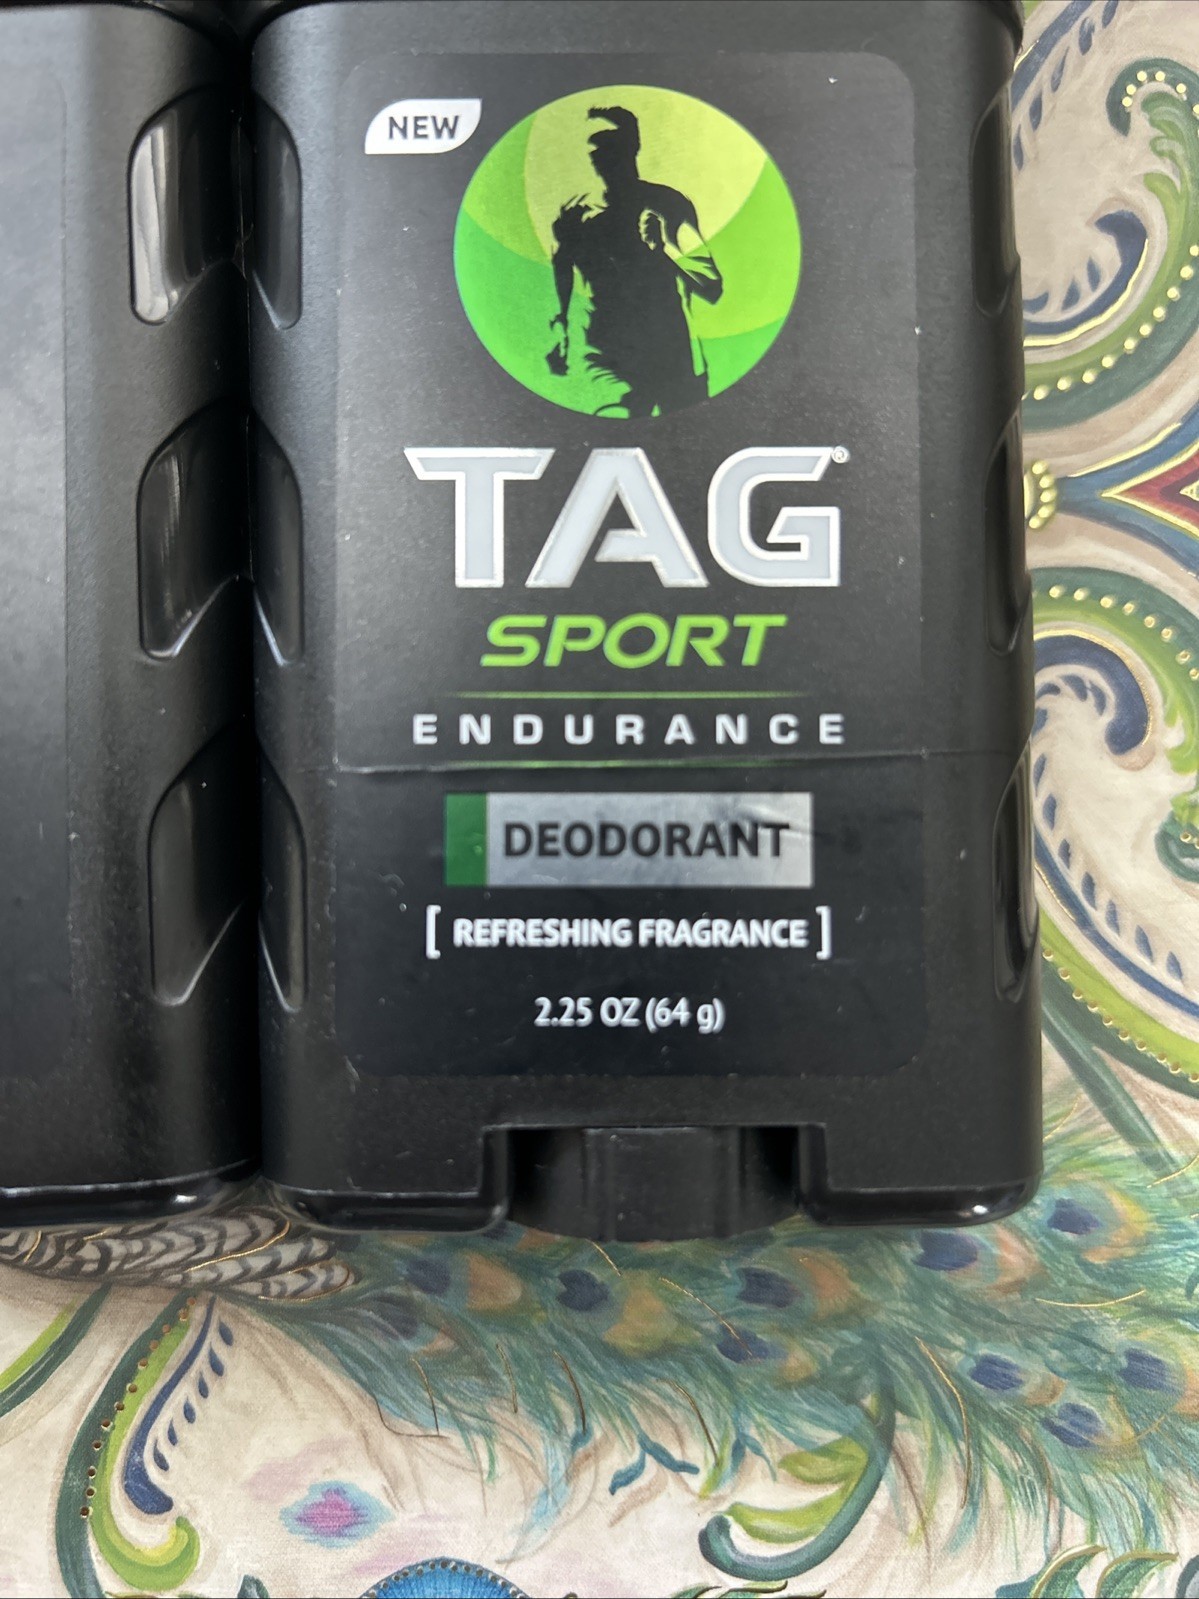 NEW
TAG®
SPORT
ENDURANCE
DEODORANT
[ REFRESHING FRAGRANCE ]
2.25 OZ (64 g)